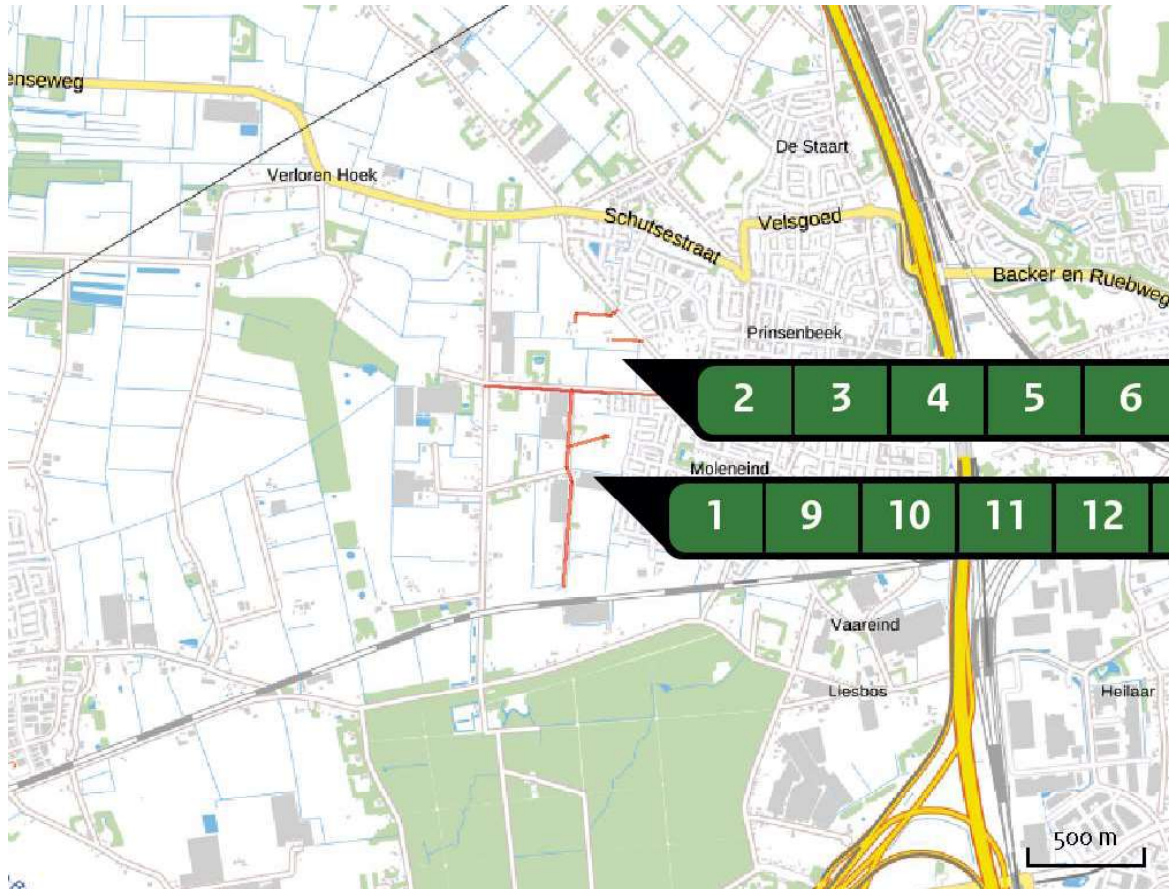 enseweg
De Staart
Verloren Hoek
Schutsestraat
Velsgoed
Backer en Ruebweg
Prinsenbeek
2 3 4 5 6
Moleneind
1 9 10 11 12
Vaareind
Liesbos
Heilaar
500 m